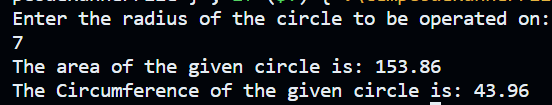 Enter the radius of the circle to be operated on:
7
The area of the given circle is: 153.86
The Circumference of the given circle is: 43.96